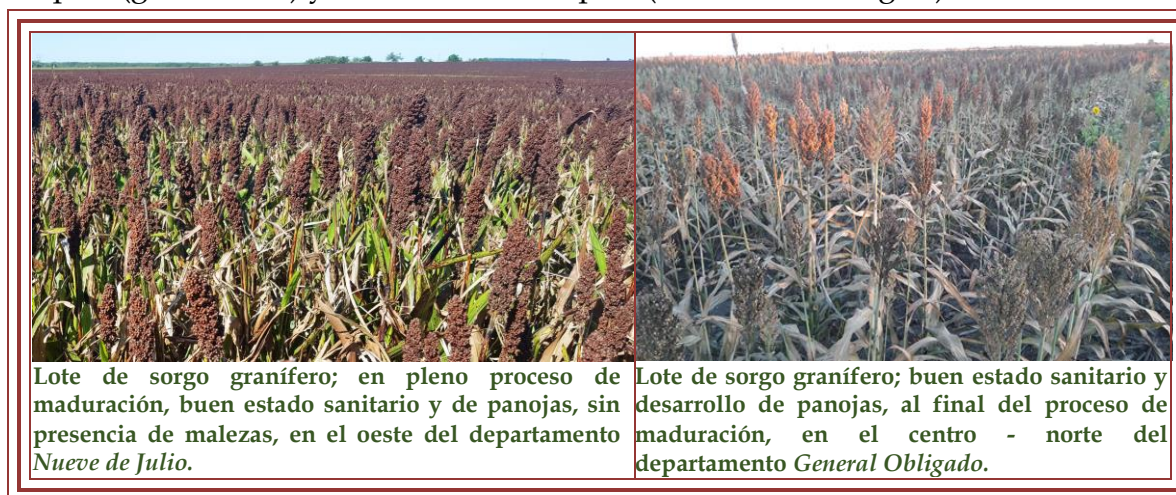 Lote de sorgo granífero; en pleno proceso de
maduración, buen estado sanitario y de panojas, sin
presencia de malezas, en el oeste del departamento
Nueve de Julio.
Lote de sorgo granífero; buen estado sanitario y
desarrollo de panojas, al final del proceso de
maduración, en el centro - norte del
departamento General Obligado.